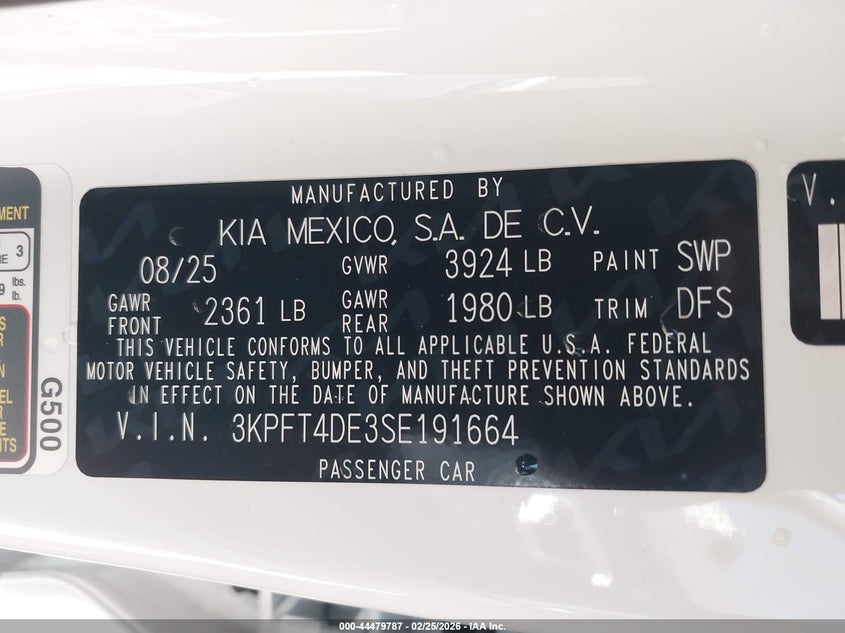 MANUFACTURED BY
KIA MEXICO, S.A. DE C.V.
08/25 GVWR 3924 LB PAINT SWP
GAWR FRONT 2361 LB GAWR REAR 1980 LB TRIM DFS
THIS VEHICLE CONFORMS TO ALL APPLICABLE U.S.A. FEDERAL
MOTOR VEHICLE SAFETY, BUMPER, AND THEFT PREVENTION STANDARDS
IN EFFECT ON THE DATE OF MANUFACTURE SHOWN ABOVE.
V.I.N. 3KPFT4DE3SE191664
PASSENGER CAR
G500
3
lbs.
lb.
V.
000-44479787 - 02/25/2026 - IAA Inc.